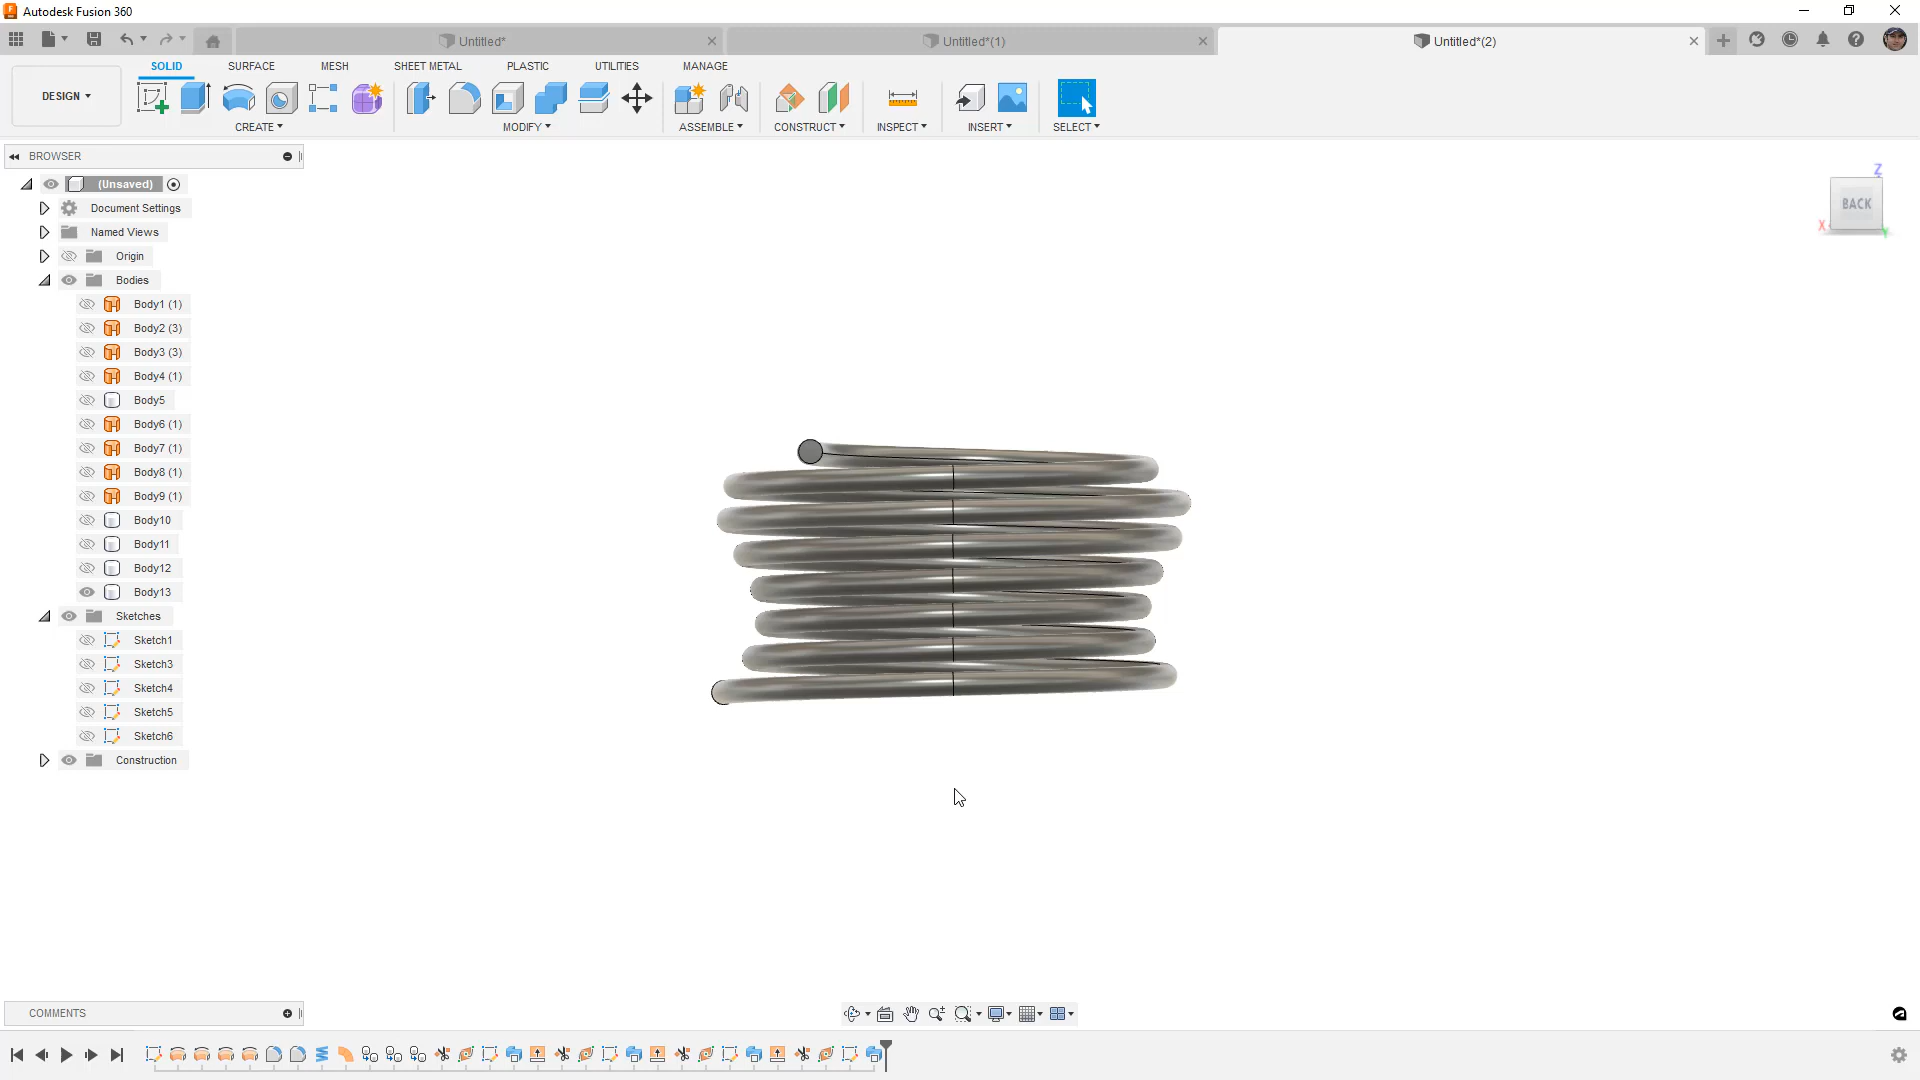 Autodesk Fusion 360
Untitled*
Untitled*(1)
Untitled*(2)
SOLID
SURFACE
MESH
SHEET METAL
PLASTIC
UTILITIES
MANAGE
DESIGN
CREATE
MODIFY
ASSEMBLE
CONSTRUCT
INSPECT
INSERT
SELECT
BROWSER
(Unsaved)
Document Settings
Named Views
Origin
Bodies
Body1 (1)
Body2 (3)
Body3 (3)
Body4 (1)
Body5
Body6 (1)
Body7 (1)
Body8 (1)
Body9 (1)
Body10
Body11
Body12
Body13
Sketches
Sketch1
Sketch3
Sketch4
Sketch5
Sketch6
Construction
Z
BACK
X
Y
COMMENTS